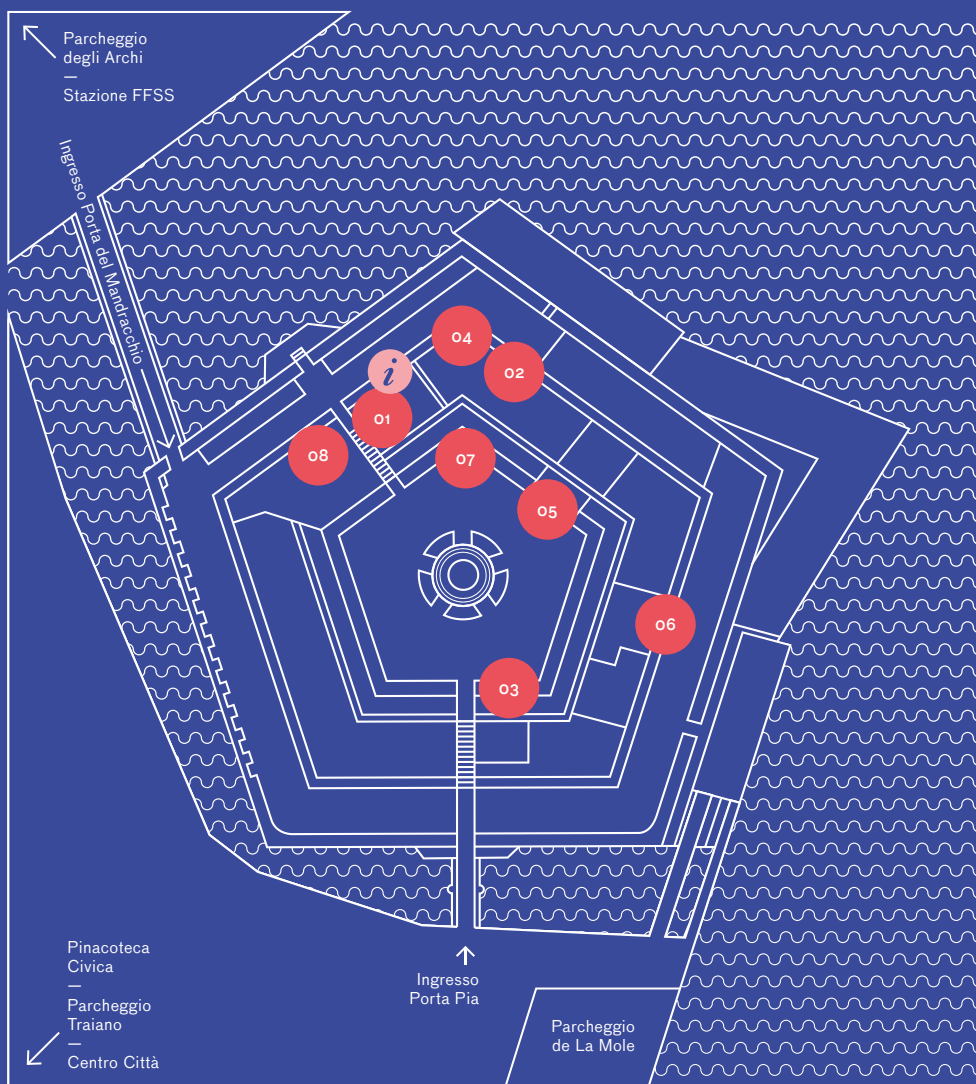 Parcheggio
degli Archi
—
Stazione FFSS
Ingresso Porta del Mandracchio
04
02
i
01
08
07
05
06
03
Pinacoteca
Civica
—
Parcheggio
Traiano
—
Centro Città
Ingresso
Porta Pia
Parcheggio
de La Mole